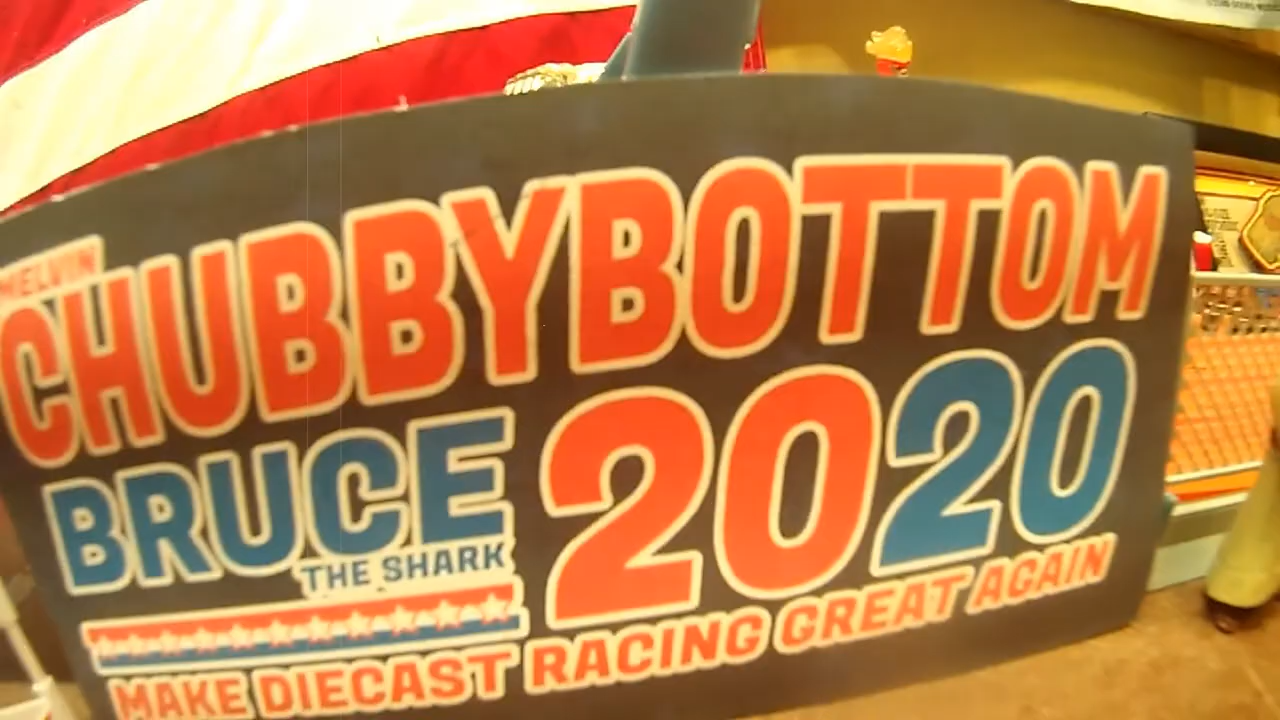 MELVIN
CHUBBYBOTTOM
BRUCE
THE SHARK
2020
MAKE DIECAST RACING GREAT AGAIN